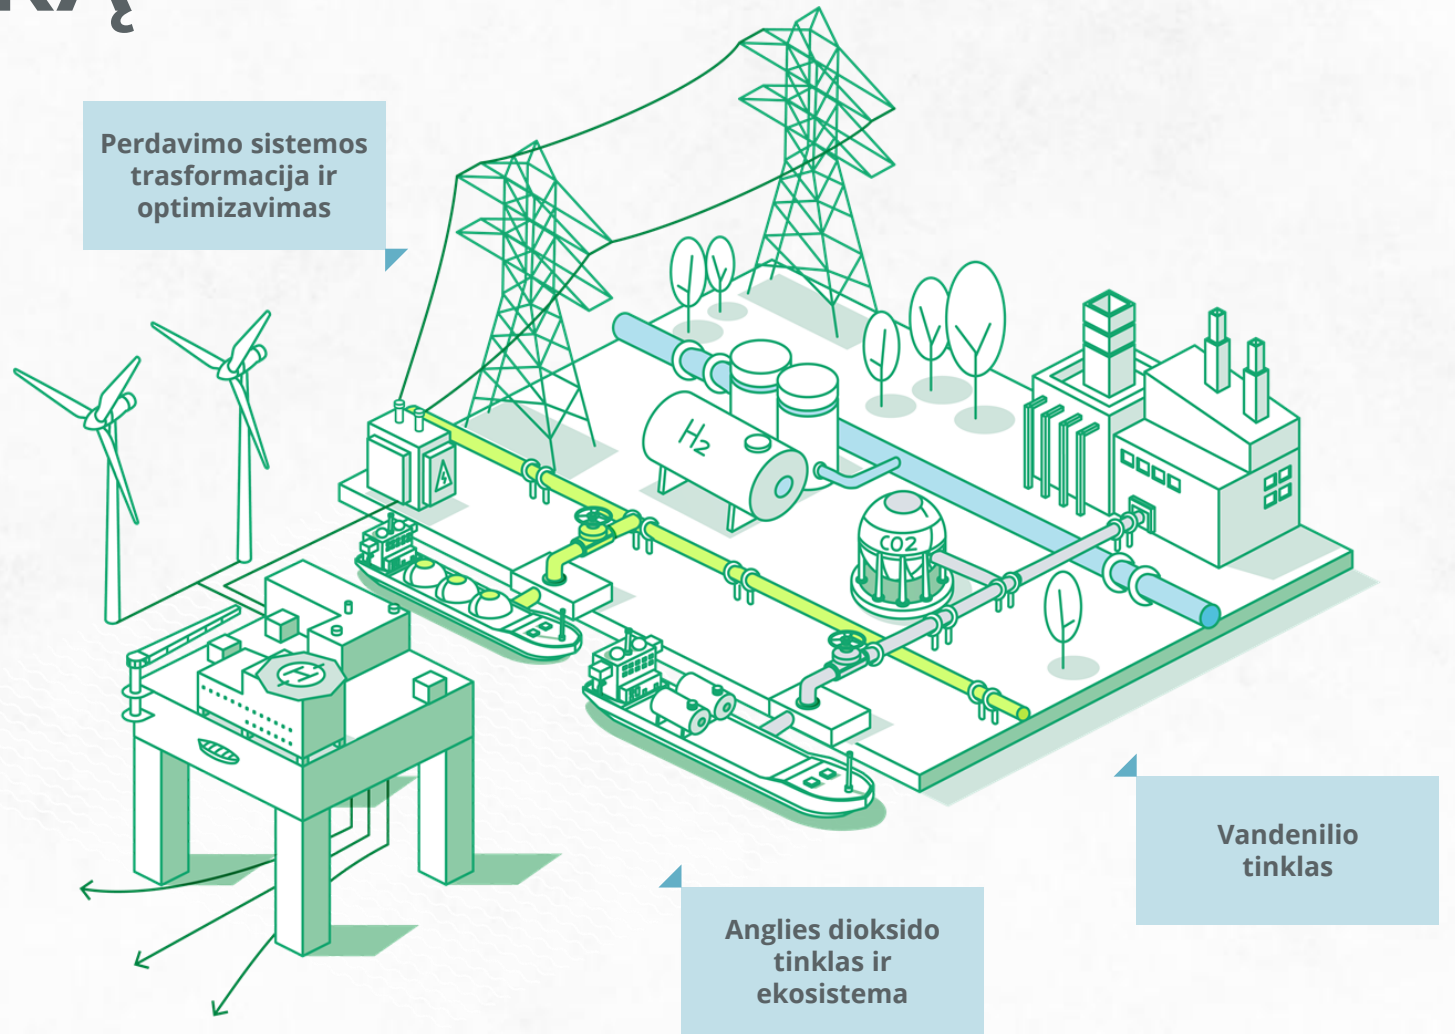 Perdavimo sistemos
trasformacija ir
optimizavimas
H2
CO2
H
Vandenilio
tinklas
Anglies dioksido
tinklas ir
ekosistema